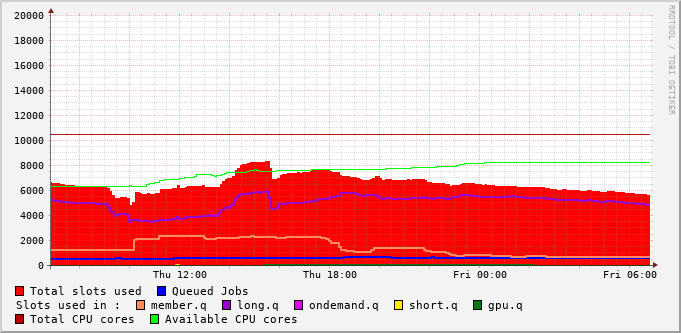 RRDTOOL / TOBI OETIKER
20000
18000
16000
14000
12000
10000
8000
6000
4000
2000
0
Thu 12:00 Thu 18:00 Fri 00:00 Fri 06:00
Total slots used Queued Jobs
Slots used in : member.q long.q ondemand.q short.q gpu.q
Total CPU cores Available CPU cores